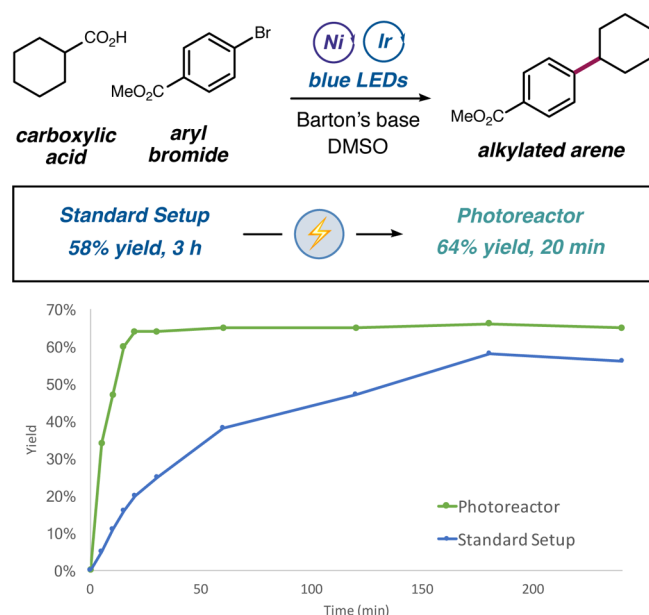 CO₂H
Br
MeO₂C
carboxylic
acid
aryl
bromide
Ni
Ir
blue LEDs
Barton's base
DMSO
MeO₂C
alkylated arene
Standard Setup
58% yield, 3 h
Photoreactor
64% yield, 20 min
70%
60%
50%
40%
30%
20%
10%
0%
Yield
0
50
100
150
200
Time (min)
Photoreactor
Standard Setup